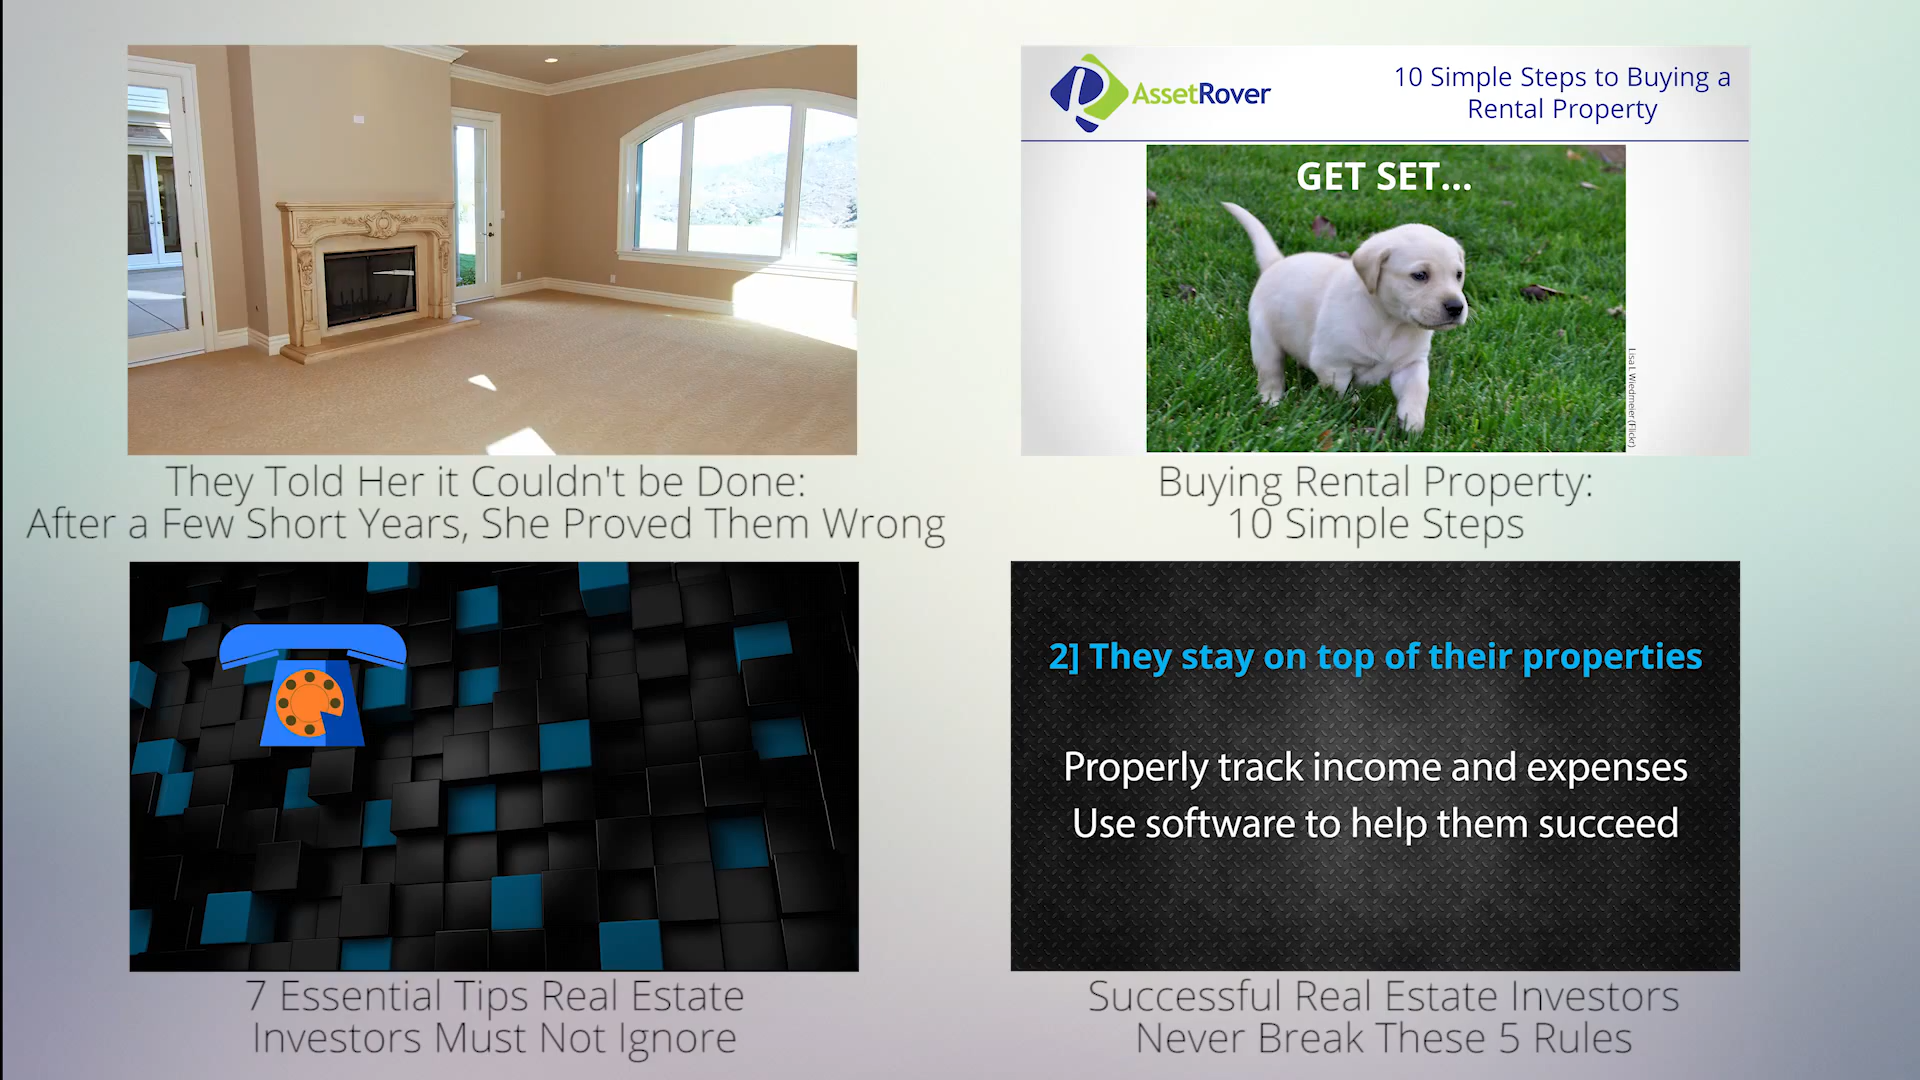 AssetRover
10 Simple Steps to Buying a
Rental Property
GET SET...
Lisa L Wiedmeier (Flickr)
They Told Her it Couldn't be Done:
After a Few Short Years, She Proved Them Wrong
Buying Rental Property:
10 Simple Steps
2] They stay on top of their properties
Properly track income and expenses
Use software to help them succeed
7 Essential Tips Real Estate
Investors Must Not Ignore
Successful Real Estate Investors
Never Break These 5 Rules